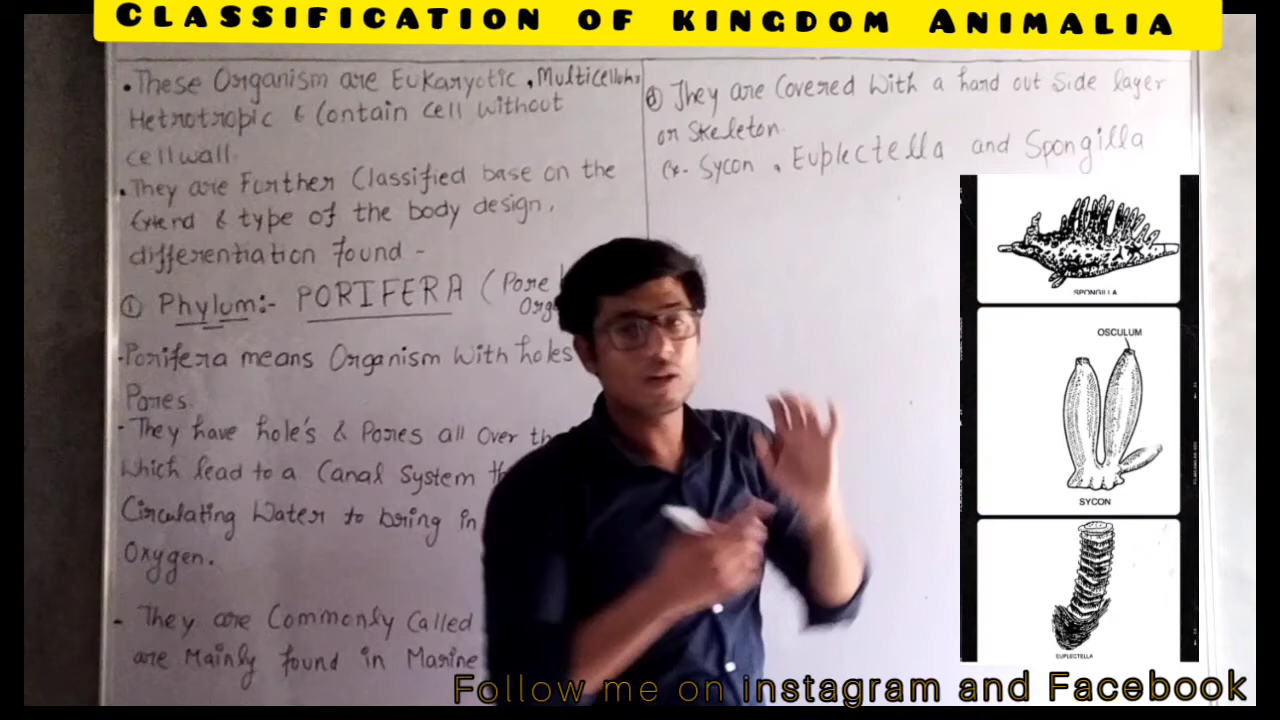 Classification of kingdom Animalia
• These Organism are Eukaryotic, Multicellular
Hetrotropic & Contain cell without
cell wall.
• They are Further Classified base on the
Extend & type of the body design,
differentiation found -
① Phylum:- PORIFERA (Pore
Org
- Porifera means Organism With holes
Pores.
- They have hole's & Pores all Over th
Which lead to a Canal System th
Circulating Water to bring in
Oxygen.
- They are Commonly Called
are Mainly found in Marine
They are Covered With a hard out Side layer
or Skeleton.
Ex- Sycon , Euplectella and Spongilla
SPONGILLA
OSCULUM
SYCON
EUPLECTELLA
Follow me on instagram and Facebook